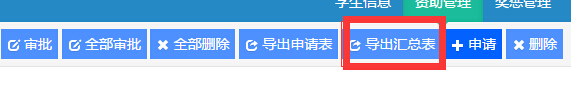 学生信息 资助管理 奖惩管理
审批 全部审批 全部删除 导出申请表 导出汇总表 申请 删除